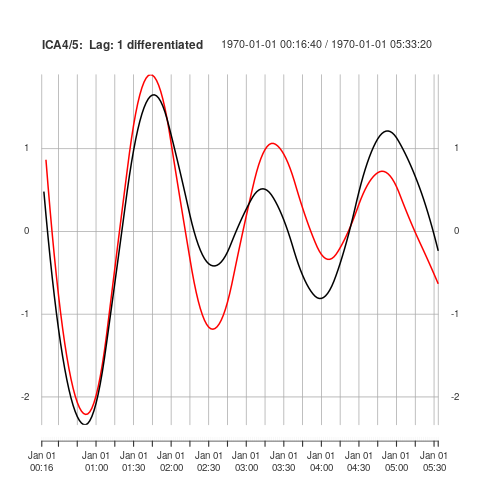 ICA4/5: Lag: 1 differentiated 1970-01-01 00:16:40 / 1970-01-01 05:33:20
1 1
0 0
-1 -1
-2 -2
Jan 01 Jan 01 Jan 01 Jan 01 Jan 01 Jan 01 Jan 01 Jan 01 Jan 01 Jan 01 Jan 01
00:16 01:00 01:30 02:00 02:30 03:00 03:30 04:00 04:30 05:00 05:30